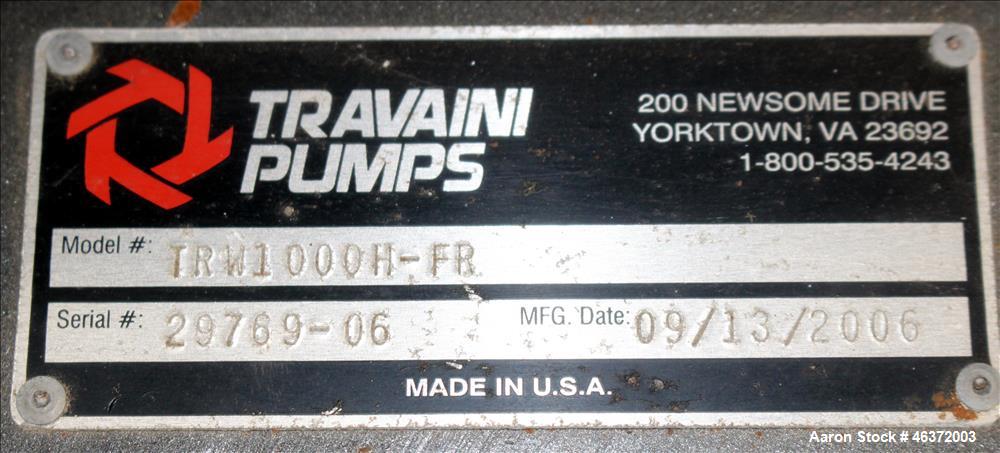 TRAVAINI
PUMPS
200 NEWSOME DRIVE
YORKTOWN, VA 23692
1-800-535-4243
Model #: TRW1000H-FR
Serial #: 29769-06 MFG. Date: 09/13/2006
MADE IN U.S.A.
Aaron Stock # 46372003